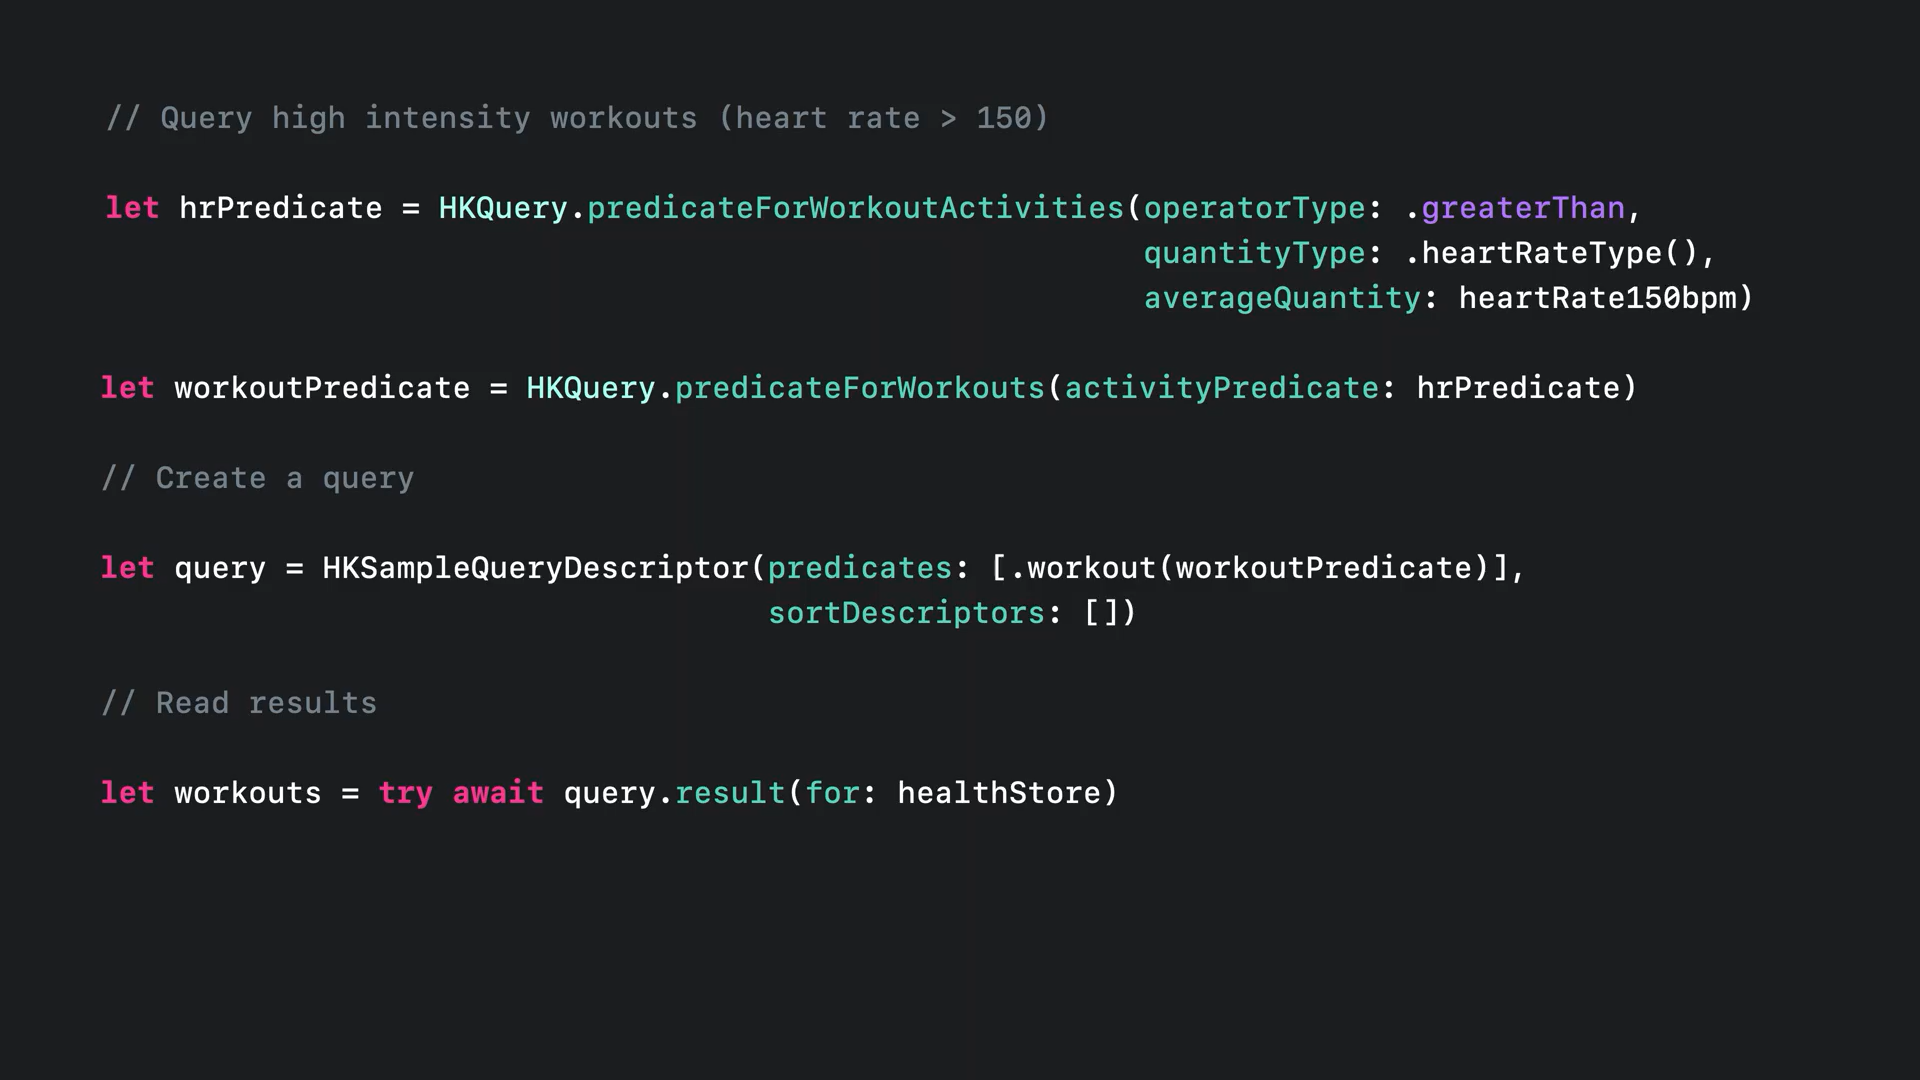 // Query high intensity workouts (heart rate > 150)
let hrPredicate = HKQuery.predicateForWorkoutActivities(operatorType: .greaterThan,
quantityType: .heartRateType(),
averageQuantity: heartRate150bpm)
let workoutPredicate = HKQuery.predicateForWorkouts(activityPredicate: hrPredicate)
// Create a query
let query = HKSampleQueryDescriptor(predicates: [.workout(workoutPredicate)],
sortDescriptors: [])
// Read results
let workouts = try await query.result(for: healthStore)